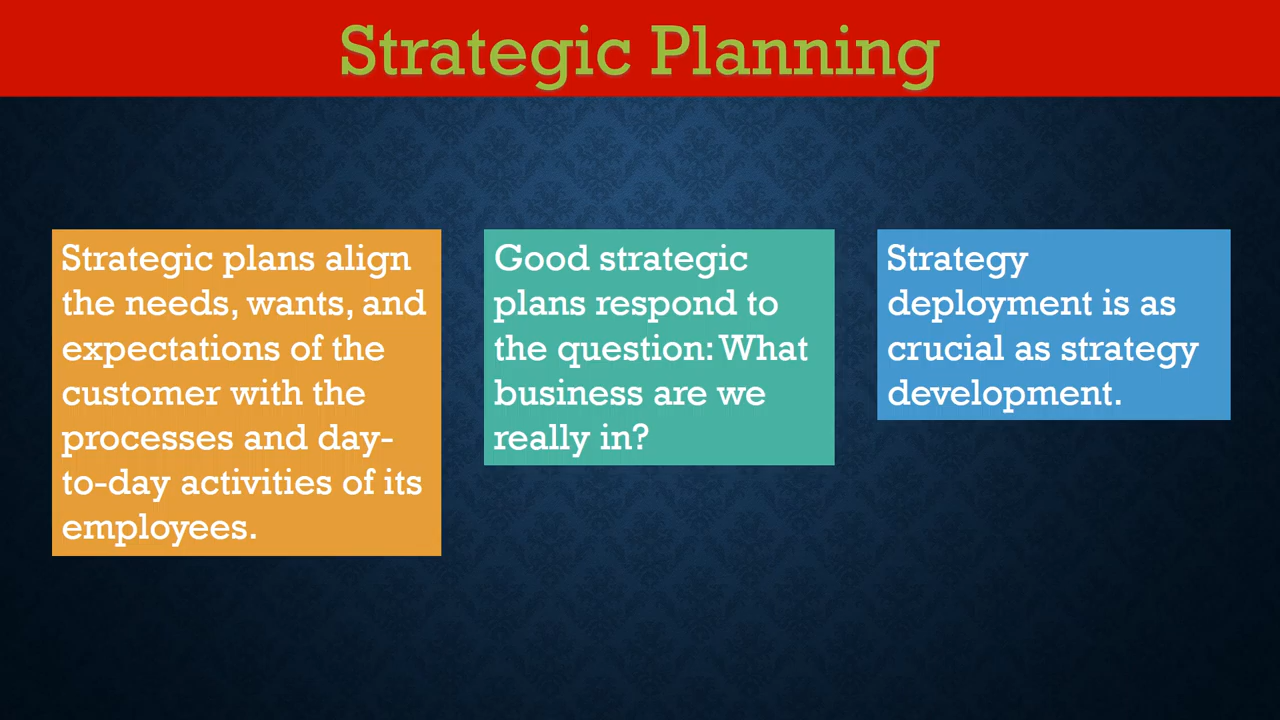 Strategic Planning
Strategic plans align
the needs, wants, and
expectations of the
customer with the
processes and day-
to-day activities of its
employees.
Good strategic
plans respond to
the question: What
business are we
really in?
Strategy
deployment is as
crucial as strategy
development.